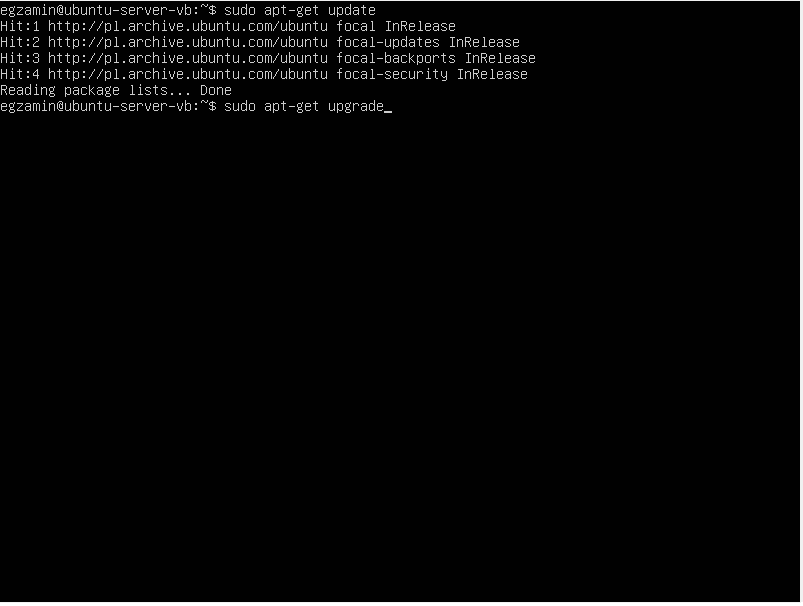 egzamin@ubuntu-server-vb:~$ sudo apt-get update
Hit:1 http://pl.archive.ubuntu.com/ubuntu focal InRelease
Hit:2 http://pl.archive.ubuntu.com/ubuntu focal-updates InRelease
Hit:3 http://pl.archive.ubuntu.com/ubuntu focal-backports InRelease
Hit:4 http://pl.archive.ubuntu.com/ubuntu focal-security InRelease
Reading package lists... Done
egzamin@ubuntu-server-vb:~$ sudo apt-get upgrade_